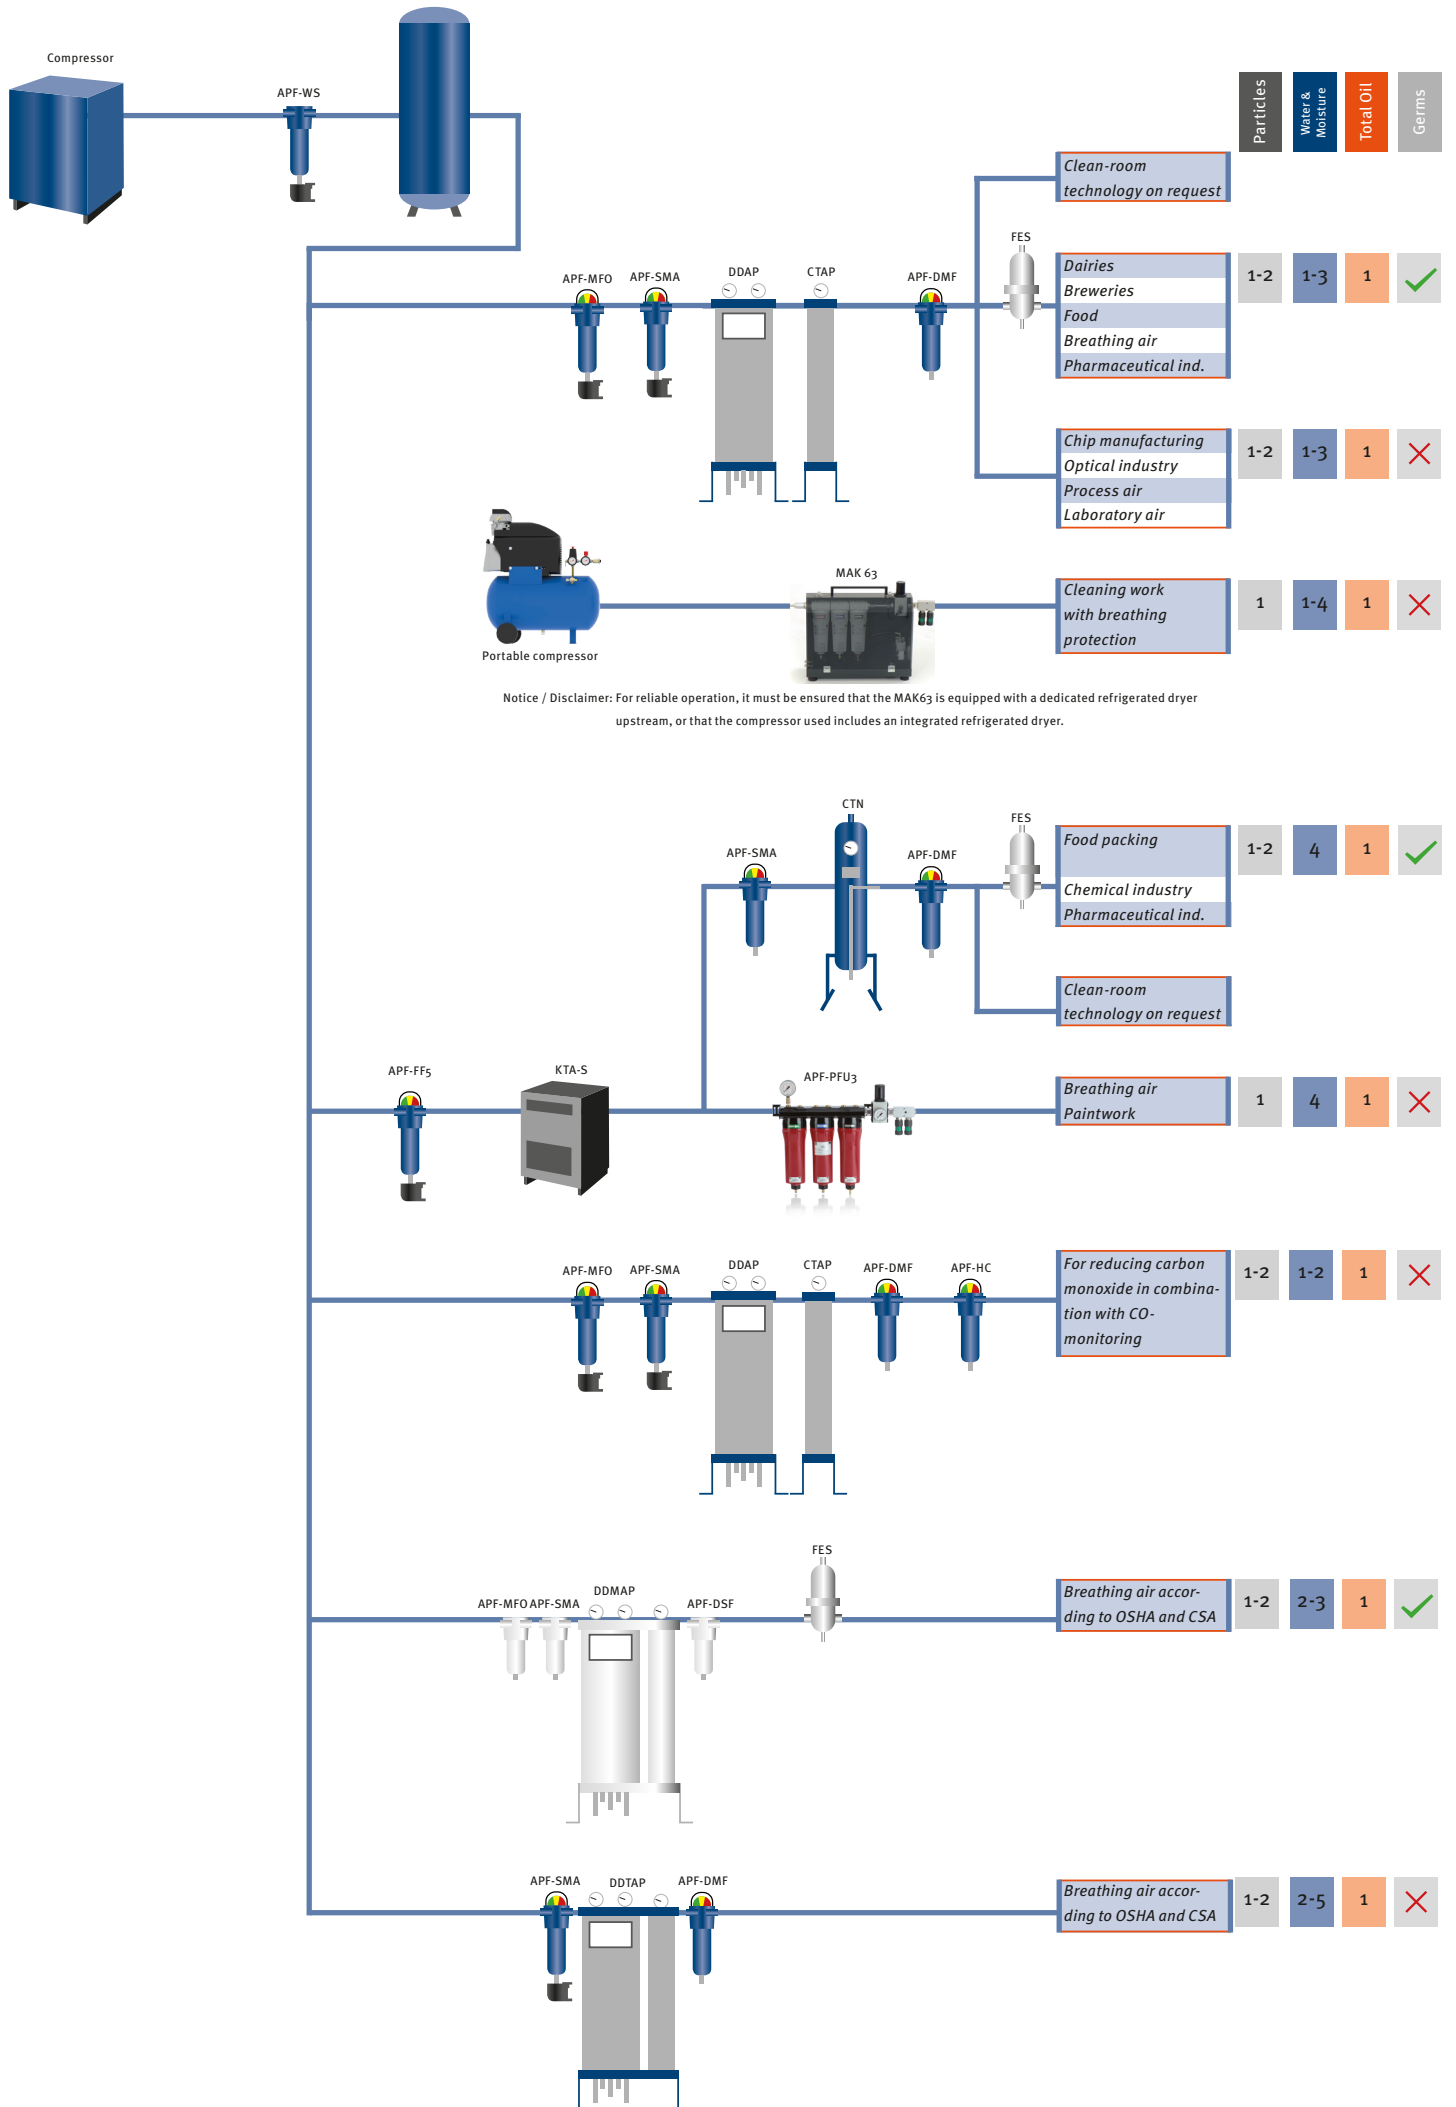 Compressor
APF-WS
Particles
Water &
Moisture
Total Oil
Germs
Clean-room
technology on request
APF-MFO
APF-SMA
DDAP
CTAP
APF-DMF
FES
Dairies
Breweries
Food
Breathing air
Pharmaceutical ind.
1-2
1-3
1
Chip manufacturing
Optical industry
Process air
Laboratory air
1-2
1-3
1
Portable compressor
MAK 63
Cleaning work
with breathing
protection
1
1-4
1
Notice / Disclaimer: For reliable operation, it must be ensured that the MAK63 is equipped with a dedicated refrigerated dryer
upstream, or that the compressor used includes an integrated refrigerated dryer.
APF-SMA
CTN
APF-DMF
FES
Food packing
Chemical industry
Pharmaceutical ind.
1-2
4
1
Clean-room
technology on request
APF-FF5
KTA-S
APF-PFU3
Breathing air
Paintwork
1
4
1
APF-MFO
APF-SMA
DDAP
CTAP
APF-DMF
APF-HC
For reducing carbon
monoxide in combina-
tion with CO-
monitoring
1-2
1-2
1
APF-MFO
APF-SMA
DDMAP
APF-DSF
FES
Breathing air accor-
ding to OSHA and CSA
1-2
2-3
1
APF-SMA
DDTAP
APF-DMF
Breathing air accor-
ding to OSHA and CSA
1-2
2-5
1